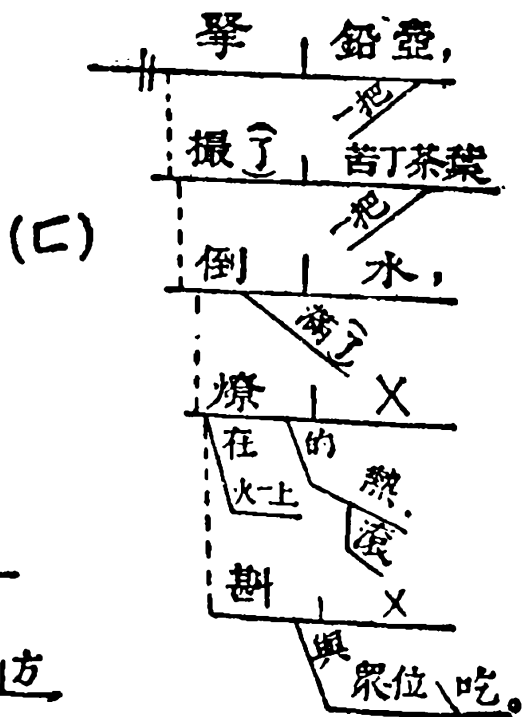 拏 鉛壺，
一把
撮(了) 苦丁茶葉
一把
(匚)
倒 水，
滿(了)
燎 X
在 的
火-上 熱．
滾
斟 X
方 與
眾-位 吃。